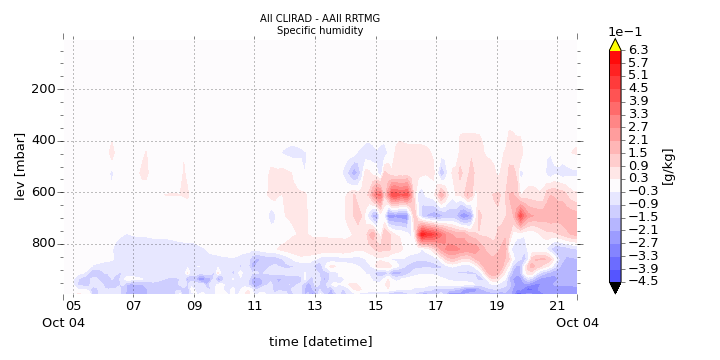 All CLIRAD - AAll RRTMG
Specific humidity
1e−1
6.3
5.7
5.1
4.5
3.9
3.3
2.7
2.1
1.5
0.9
0.3
−0.3
−0.9
−1.5
−2.1
−2.7
−3.3
−3.9
−4.5
[g/kg]
lev [mbar]
200
400
600
800
05 07 09 11 13 15 17 19 21
Oct 04 Oct 04
time [datetime]